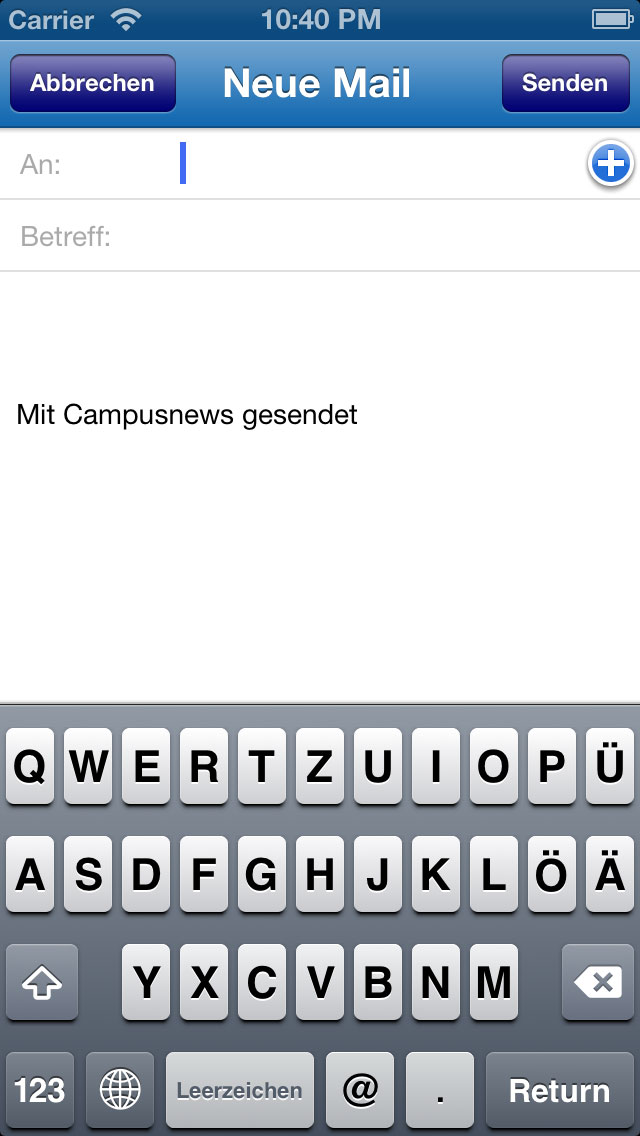 Carrier 10:40 PM
Abbrechen Neue Mail Senden
An:
Betreff:
Mit Campusnews gesendet
Q W E R T Z U I O P Ü
A S D F G H J K L Ö Ä
Y X C V B N M
123 Leerzeichen @ . Return